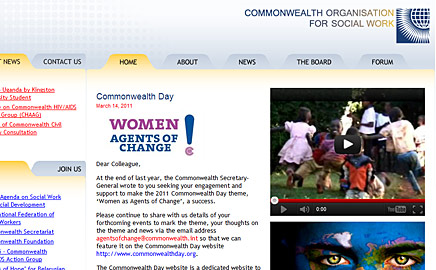 COMMONWEALTH ORGANISATION
FOR SOCIAL WORK
NEWS
CONTACT US
HOME
ABOUT
NEWS
THE BOARD
FORUM
Uganda by Kingston
Student
on Commonwealth HIV/AIDS
Group (CHAAG)
of Commonwealth Civil
Consultation
JOIN US
Agenda on Social Work
Social Development
Federation of
Workers
Commonwealth Secretariat
Commonwealth Foundation
Commonwealth
Action Group
of Hope" for Belarusian
Commonwealth Day
March 14, 2011
WOMEN
AGENTS OF
CHANGE
!
Dear Colleague,
At the end of last year, the Commonwealth Secretary-
General wrote to you seeking your engagement and
support to make the 2011 Commonwealth Day theme,
'Women as Agents of Change', a success.
Please continue to share with us details of your
forthcoming events to mark the theme, your thoughts on
the theme and news via the email address
agentsofchange@commonwealth.int so that we can
feature it on the Commonwealth Day website
http://www.commonwealthday.org.
The Commonwealth Day website is a dedicated website to
0:00
YouTube